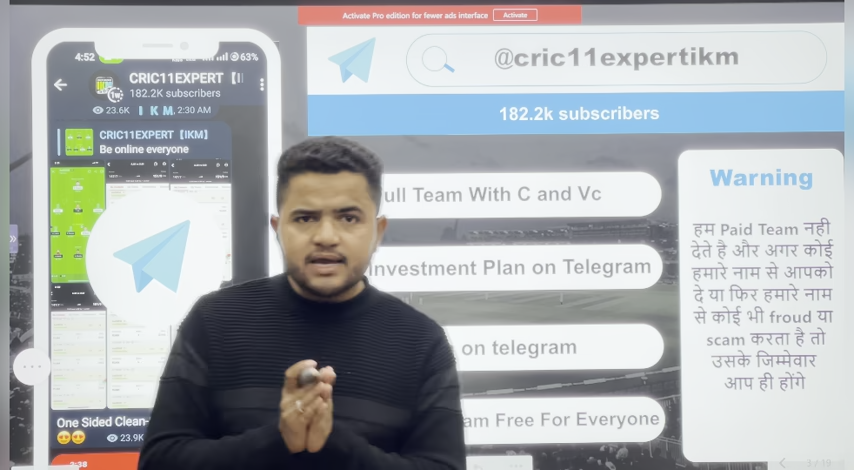 Activate Pro edition for fewer ads interface
Activate
4:52
63%
CRIC11EXPERT
182.2K subscribers
23.6K
I K M, 2:30 AM
CRIC11EXPERT【IKM】
Be online everyone
One Sided Clean-
23.9K
@cric11expertikm
182.2k subscribers
ull Team With C and Vc
Investment Plan on Telegram
on telegram
am Free For Everyone
Warning
हम Paid Team नही
देते है और अगर कोई
हमारे नाम से आपको
दे या फिर हमारे नाम
से कोई भी froud या
scam करता है तो
उसके जिम्मेवार
आप ही होंगे